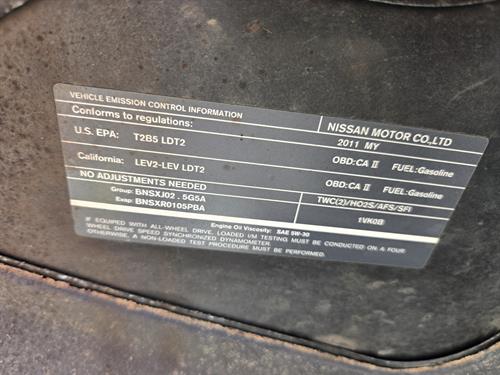 VEHICLE EMISSION CONTROL INFORMATION
NISSAN MOTOR CO.,LTD
Conforms to regulations:
2011 MY
U.S. EPA: T2B5 LDT2
OBD:CA II FUEL:Gasoline
California: LEV2-LEV LDT2
OBD:CA II FUEL:Gasoline
NO ADJUSTMENTS NEEDED
Group: BNSXJ02.5G5A
TWC(2)/HO2S/AFS/SFI
Evap: BNSXR0105PBA
1VK0B
Engine Oil Viscosity: SAE 5W-30
IF EQUIPPED WITH ALL-WHEEL DRIVE, LOADED I/M TESTING MUST BE CONDUCTED ON A FOUR-
WHEEL DRIVE SPEED SYNCHRONIZED DYNAMOMETER.
OTHERWISE, A NON-LOADED TEST PROCEDURE MUST BE PERFORMED.